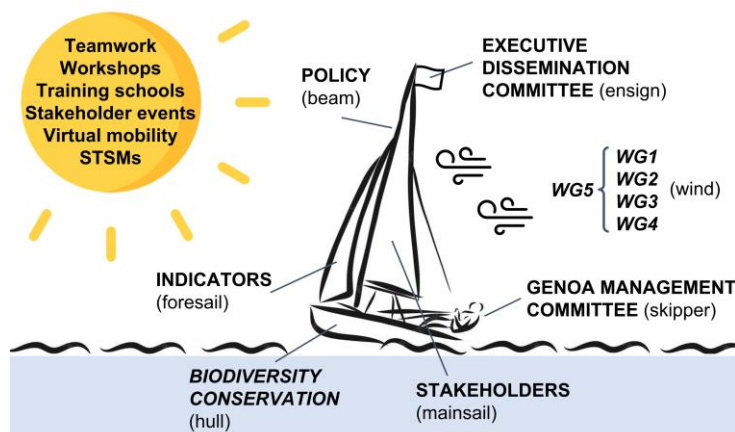 Teamwork
Workshops
Training schools
Stakeholder events
Virtual mobility
STSMs
POLICY
(beam)
EXECUTIVE
DISSEMINATION
COMMITTEE (ensign)
WG5
WG1
WG2
WG3
WG4
(wind)
INDICATORS
(foresail)
GENOA MANAGEMENT
COMMITTEE (skipper)
BIODIVERSITY
CONSERVATION
(hull)
STAKEHOLDERS
(mainsail)